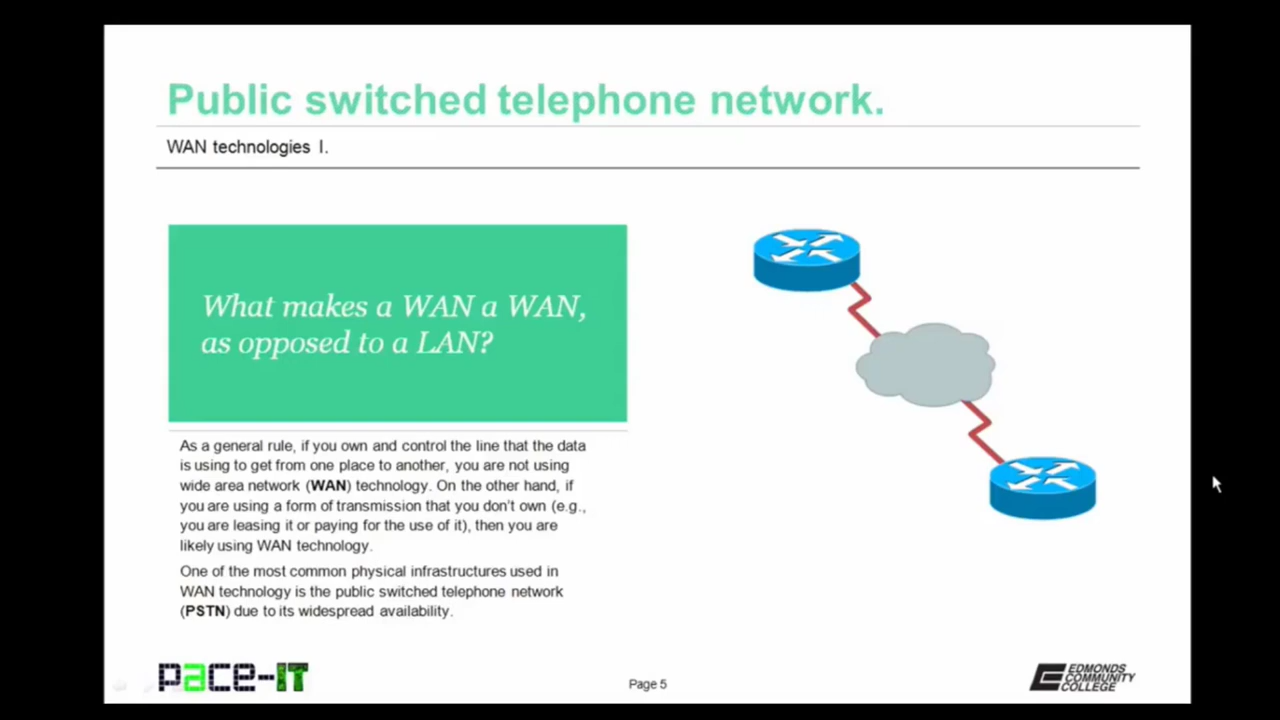 Public switched telephone network.
WAN technologies I.
What makes a WAN a WAN,
as opposed to a LAN?
As a general rule, if you own and control the line that the data
is using to get from one place to another, you are not using
wide area network (WAN) technology. On the other hand, if
you are using a form of transmission that you don't own (e.g.,
you are leasing it or paying for the use of it), then you are
likely using WAN technology.
One of the most common physical infrastructures used in
WAN technology is the public switched telephone network
(PSTN) due to its widespread availability.
pace-IT
Page 5
EDMONDS
COMMUNITY
COLLEGE